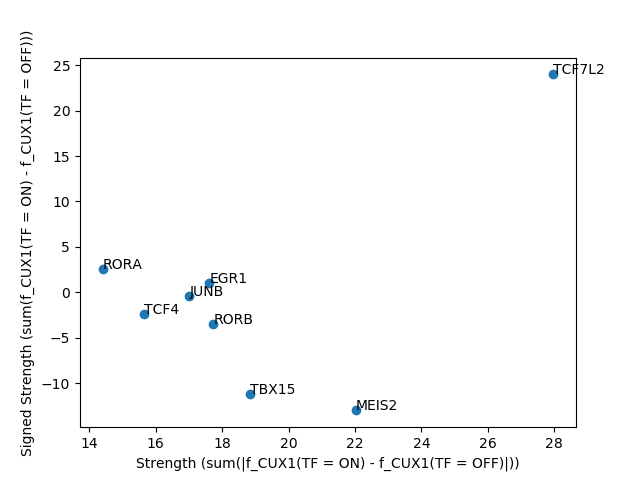 Signed Strength (sum(f_CUX1(TF = ON) - f_CUX1(TF = OFF)))
25
20
15
10
5
0
−5
−10
TCF7L2
RORA
EGR1
JUNB
TCF4
RORB
TBX15
MEIS2
14 16 18 20 22 24 26 28
Strength (sum(|f_CUX1(TF = ON) - f_CUX1(TF = OFF)|))